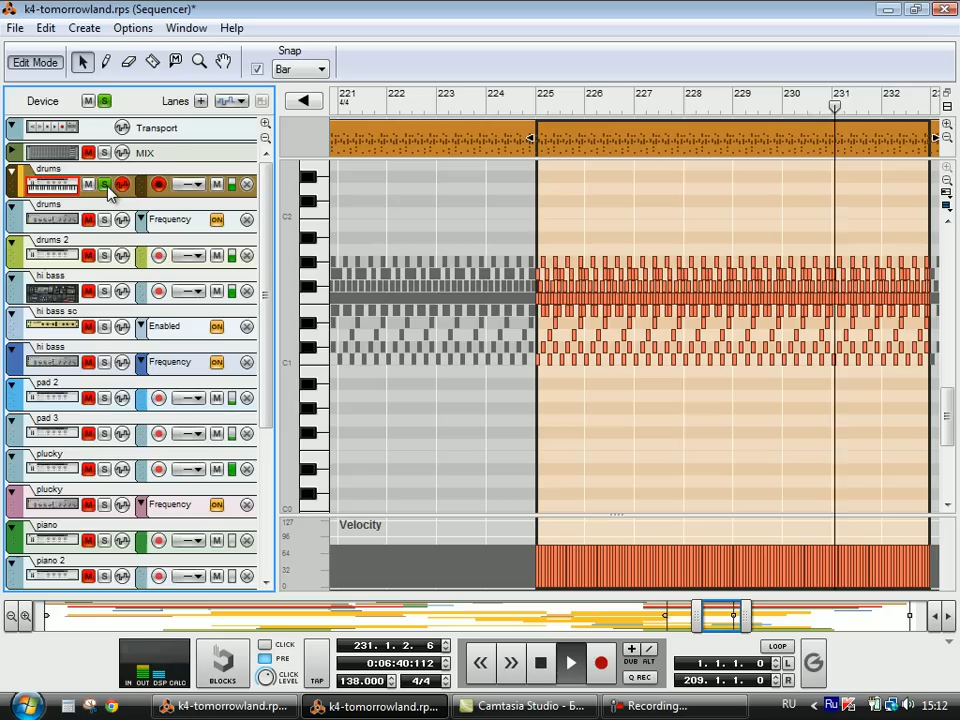 k4-tomorrowland.rps (Sequencer)*
File Edit Create Options Window Help
Edit Mode
Snap
Bar
Device M S Lanes
221 222 223 224 225 226 227 228 229 230 231 232
4/4
Transport
M S MIX
drums
M S M
drums
M S Frequency ON
drums 2
M S M
hi bass
M S M
hi bass sc
Enabled ON
hi bass
M S Frequency ON
pad 2
M S M
pad 3
M S M
plucky
M S M
plucky
M S Frequency ON
piano
M S M
piano 2
M S M
C2
C1
C0
127
96
64
32
0
Velocity
IN OUT DSP CALC
BLOCKS
CLICK
PRE
CLICK LEVEL
TAP
231. 1. 2. 6
0:06:40:112
138.000 4/4
DUB ALT
Q REC
LOOP
1. 1. 1. 0 L
209. 1. 1. 0 R
k4-tomorrowland.rp...
k4-tomorrowland.rp...
Camtasia Studio - Б...
Recording...
RU
Ru
15:12